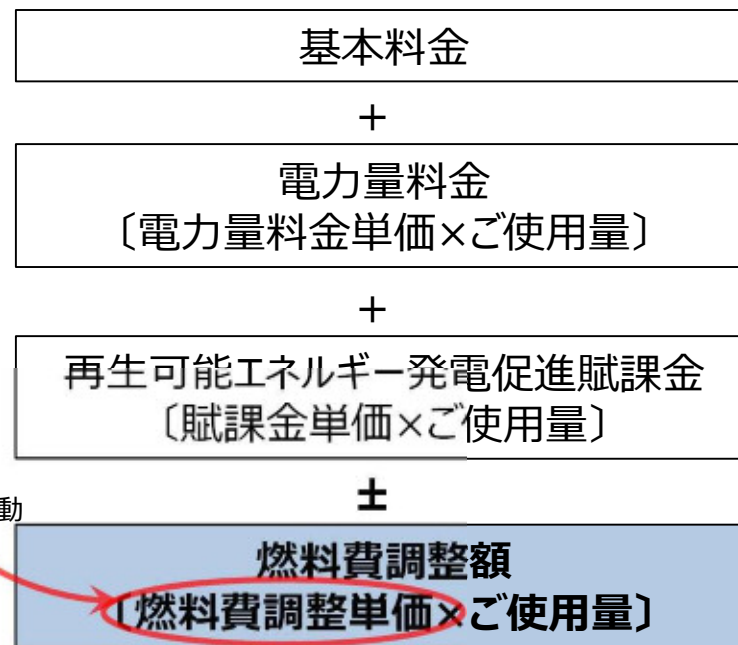 基本料金
+
電力量料金
〔電力量料金単価×ご使用量〕
+
再生可能エネルギー発電促進賦課金
〔賦課金単価×ご使用量〕
±
動
燃料費調整額
〔燃料費調整単価×ご使用量〕